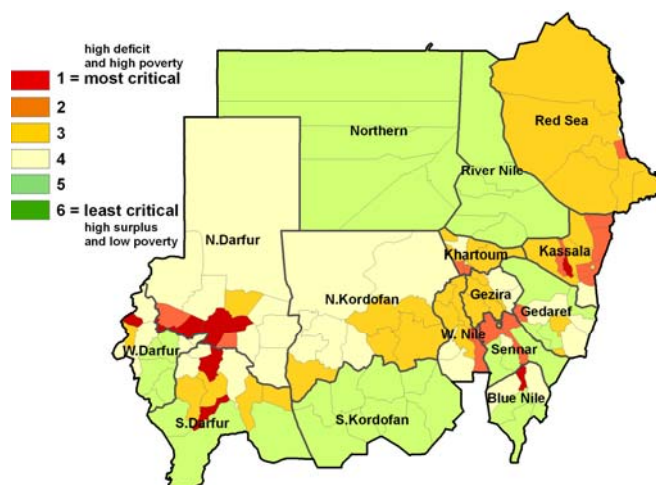 high deficit
and high poverty
1 = most critical
2
3
4
5
6 = least critical
high surplus
and low poverty
Northern
Red Sea
River Nile
N.Darfur
Khartoum
Kassala
N.Kordofan
Gezira
Gedaref
W.Darfur
W. Nile
Sennar
Blue Nile
S.Darfur
S.Kordofan